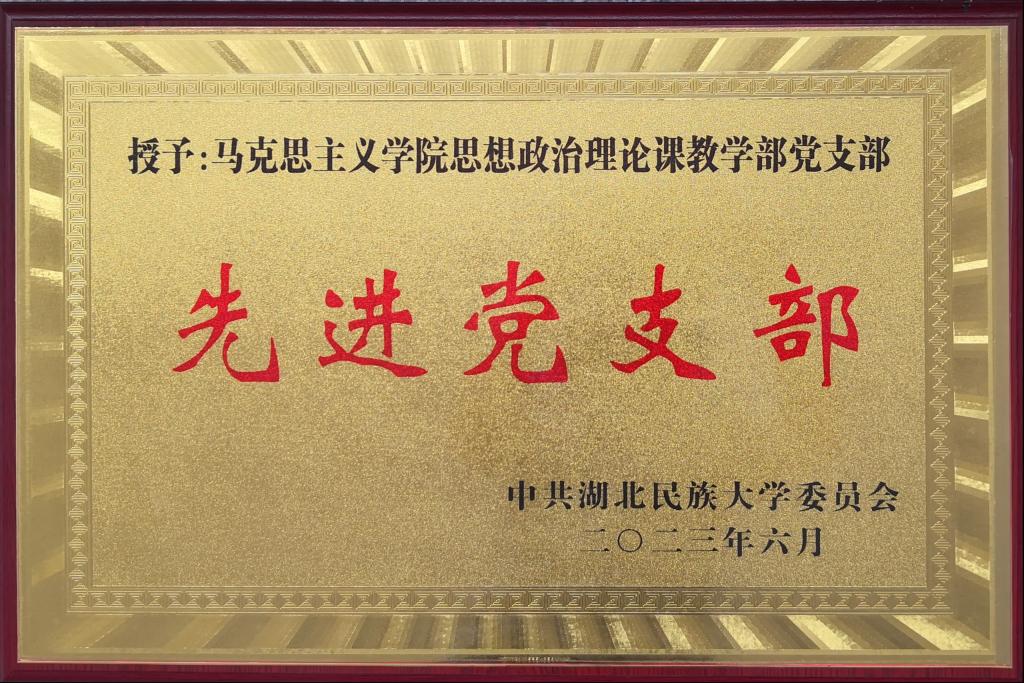 授予:马克思主义学院思想政治理论课教学部党支部
先进党支部
中共湖北民族大学委员会
二〇二三年六月